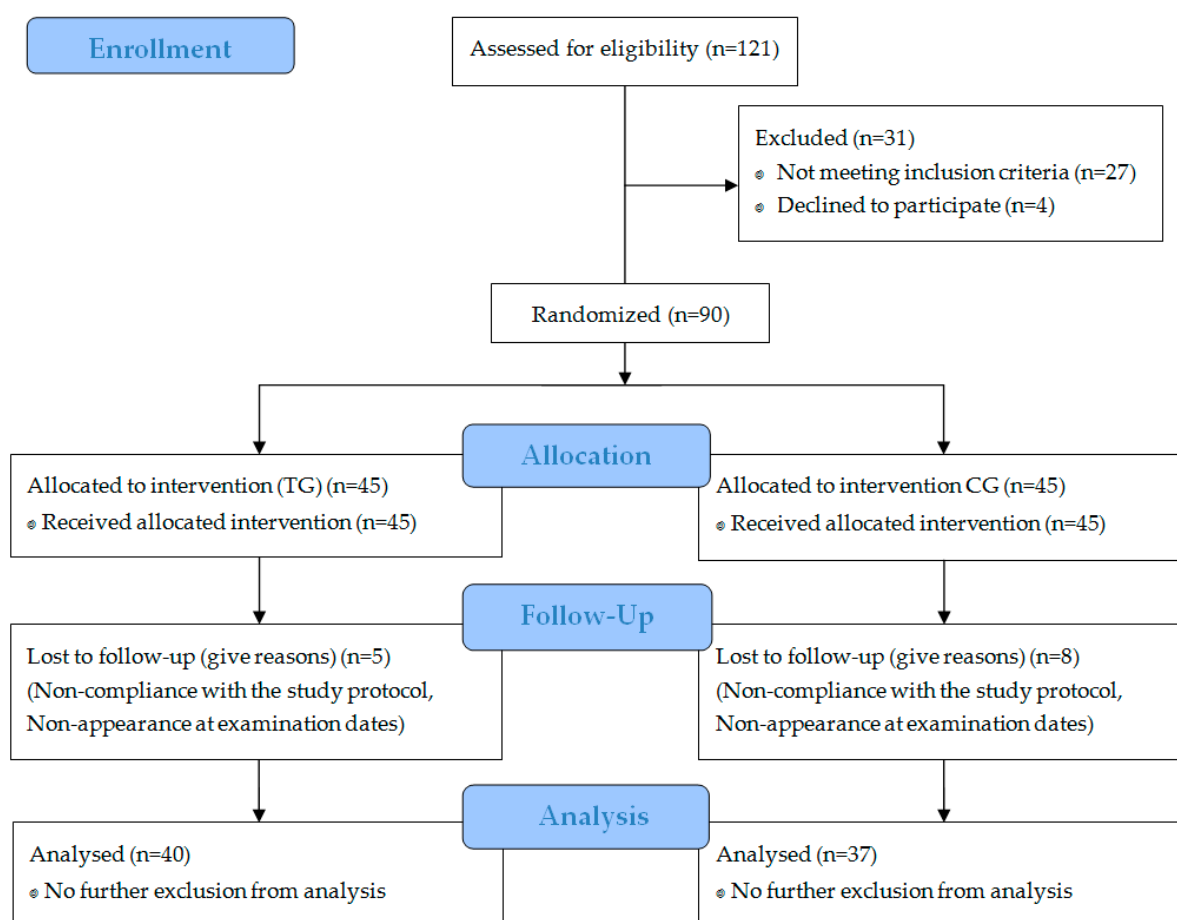 Enrollment
Assessed for eligibility (n=121)
Excluded (n=31)
Not meeting inclusion criteria (n=27)
Declined to participate (n=4)
Randomized (n=90)
Allocation
Allocated to intervention (TG) (n=45)
Received allocated intervention (n=45)
Allocated to intervention CG (n=45)
Received allocated intervention (n=45)
Follow-Up
Lost to follow-up (give reasons) (n=5)
(Non-compliance with the study protocol,
Non-appearance at examination dates)
Lost to follow-up (give reasons) (n=8)
(Non-compliance with the study protocol,
Non-appearance at examination dates)
Analysis
Analysed (n=40)
No further exclusion from analysis
Analysed (n=37)
No further exclusion from analysis